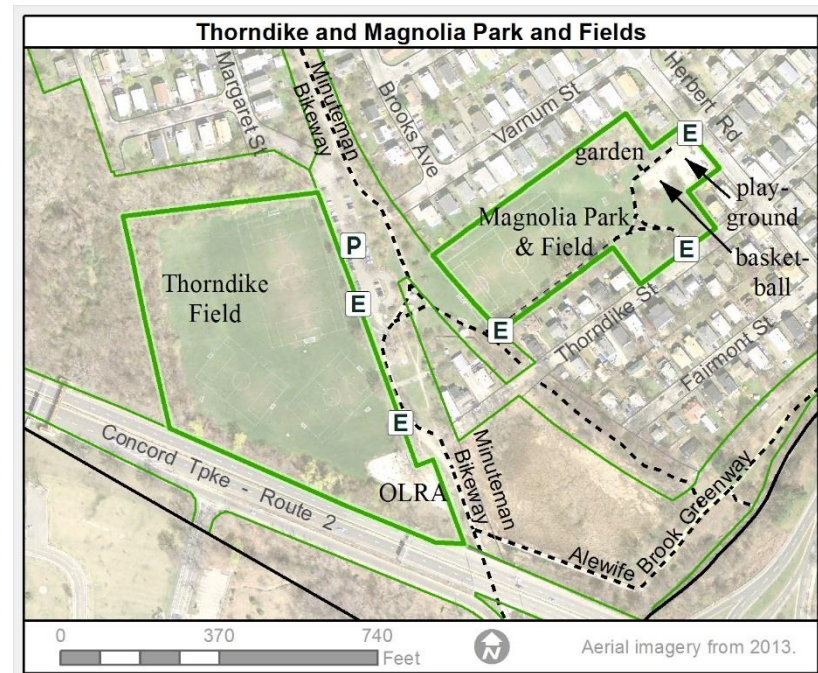 Thorndike and Magnolia Park and Fields
Margaret St
Minuteman
Bikeway
Brooks Ave
Varnum St
Herbert Rd
E
garden
play-
ground
Magnolia Park
& Field
basket-
ball
E
P
E
Thorndike
Field
E
Thorndike St
Fairmont St
E
Concord Tpke - Route 2
OLRA
Minuteman
Bikeway
Alewife Brook Greenway
0 370 740
Feet
N
Aerial imagery from 2013.